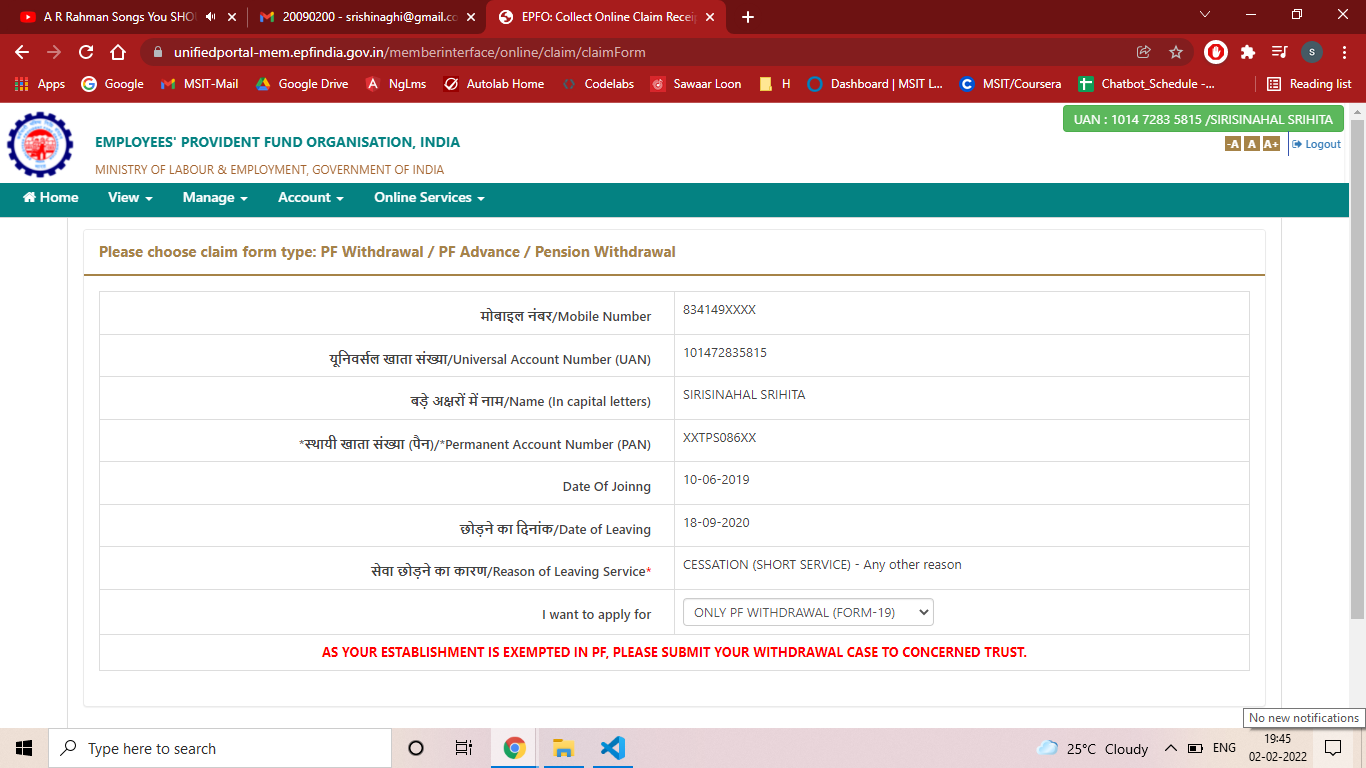 A R Rahman Songs You SHO
20090200 - srishinaghi@gmail.co
EPFO: Collect Online Claim Recei
unifiedportal-mem.epfindia.gov.in/memberinterface/online/claim/claimForm
S
Apps
Google
MSIT-Mail
Google Drive
NgLms
Autolab Home
Codelabs
Sawaar Loon
H
Dashboard | MSIT L...
MSIT/Coursera
Chatbot_Schedule -...
Reading list
UAN : 1014 7283 5815 /SIRISINAHAL SRIHITA
EMPLOYEES' PROVIDENT FUND ORGANISATION, INDIA
-A A A+ Logout
MINISTRY OF LABOUR & EMPLOYMENT, GOVERNMENT OF INDIA
Home View Manage Account Online Services
Please choose claim form type: PF Withdrawal / PF Advance / Pension Withdrawal
मोबाइल नंबर/Mobile Number 834149XXXX
यूनिवर्सल खाता संख्या/Universal Account Number (UAN) 101472835815
बड़े अक्षरों में नाम/Name (In capital letters) SIRISINAHAL SRIHITA
*स्थायी खाता संख्या (पैन)/*Permanent Account Number (PAN) XXTPS086XX
Date Of Joinng 10-06-2019
छोड़ने का दिनांक/Date of Leaving 18-09-2020
सेवा छोड़ने का कारण/Reason of Leaving Service* CESSATION (SHORT SERVICE) - Any other reason
I want to apply for ONLY PF WITHDRAWAL (FORM-19)
AS YOUR ESTABLISHMENT IS EXEMPTED IN PF, PLEASE SUBMIT YOUR WITHDRAWAL CASE TO CONCERNED TRUST.
No new notifications
Type here to search
25°C Cloudy
ENG
19:45
02-02-2022